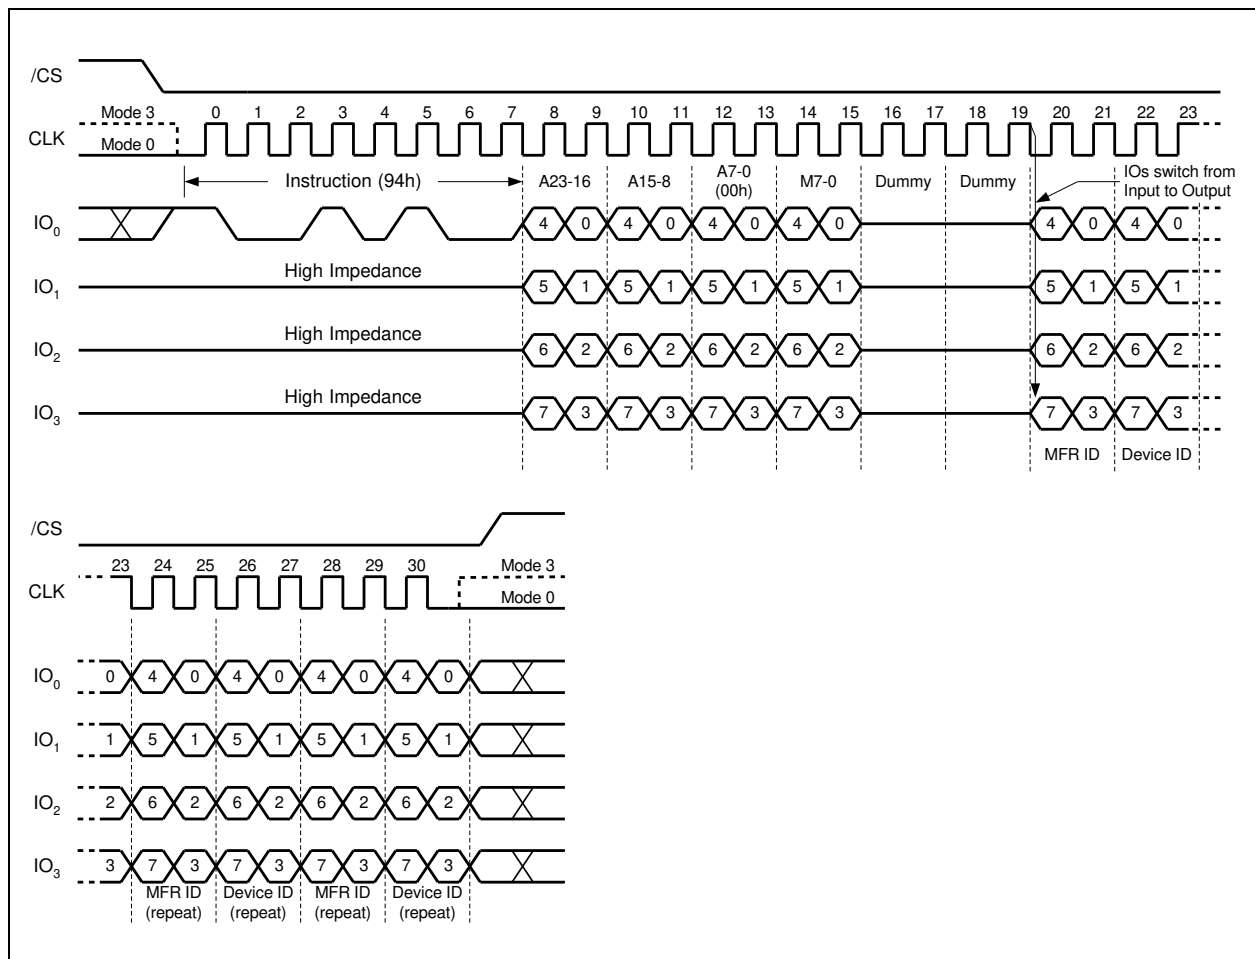 /CS
Mode 3 0 1 2 3 4 5 6 7 8 9 10 11 12 13 14 15 16 17 18 19 20 21 22 23
CLK
Mode 0
Instruction (94h) A23-16 A15-8 A7-0 M7-0 Dummy Dummy IOs switch from
(00h) Input to Output
IO0 4 0 4 0 4 0 4 0 4 0 4 0
High Impedance
IO1 5 1 5 1 5 1 5 1 5 1 5 1
High Impedance
IO2 6 2 6 2 6 2 6 2 6 2 6 2
High Impedance
IO3 7 3 7 3 7 3 7 3 7 3 7 3
MFR ID Device ID
/CS
23 24 25 26 27 28 29 30 Mode 3
CLK
Mode 0
IO0 0 4 0 4 0 4 0 4 0
IO1 1 5 1 5 1 5 1 5 1
IO2 2 6 2 6 2 6 2 6 2
IO3 3 7 3 7 3 7 3 7 3
MFR ID Device ID MFR ID Device ID
(repeat) (repeat) (repeat) (repeat)